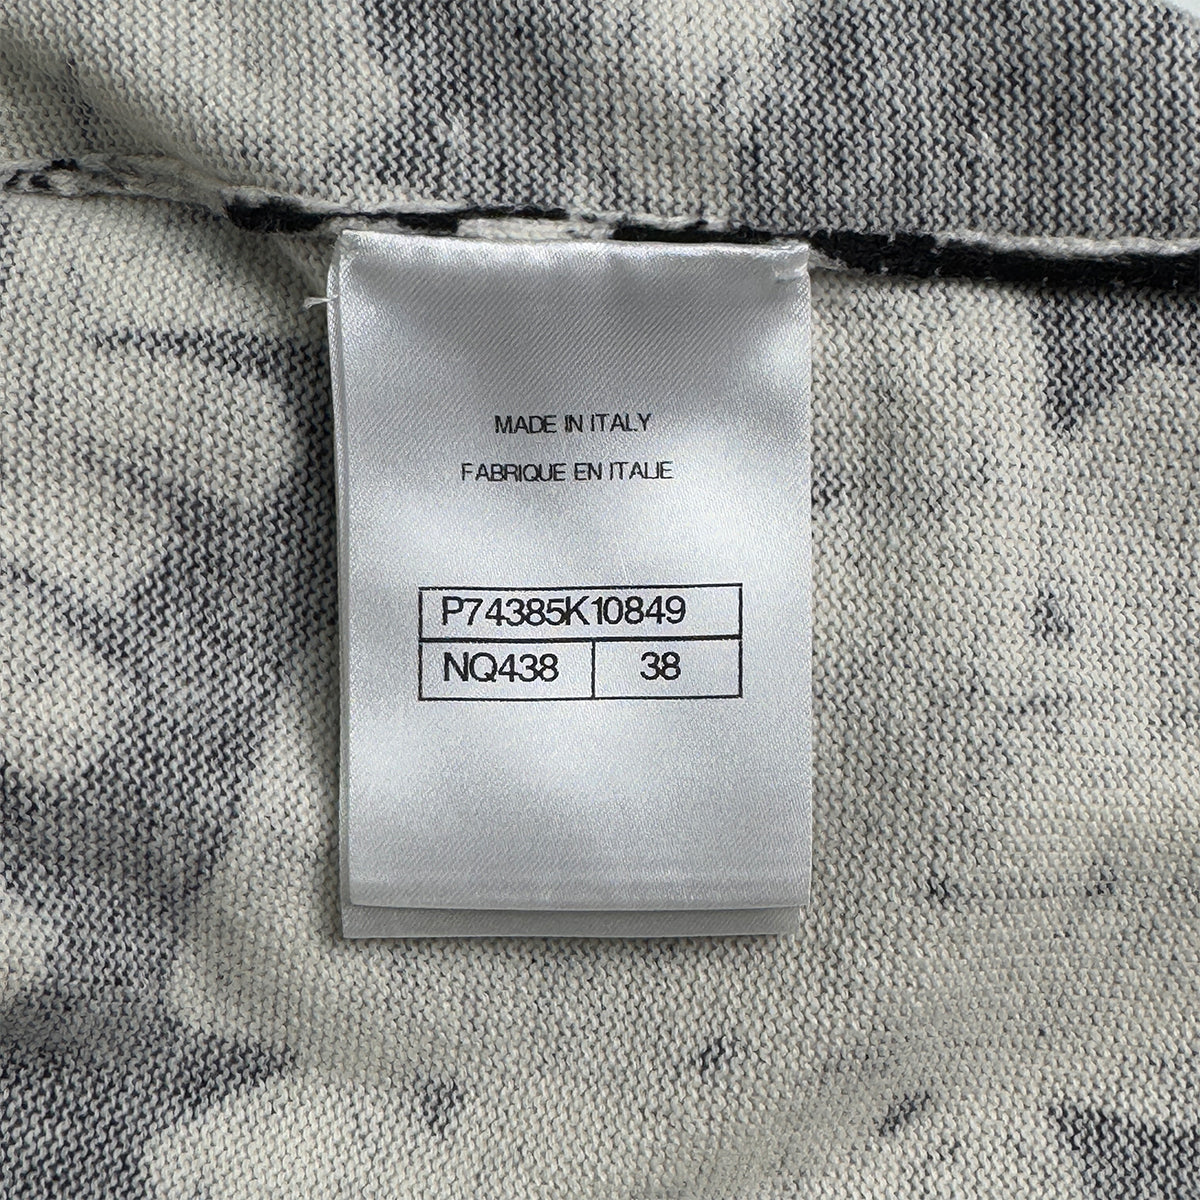 MADE IN ITALY
FABRIQUE EN ITALIE
P74385K10849
NQ438 38